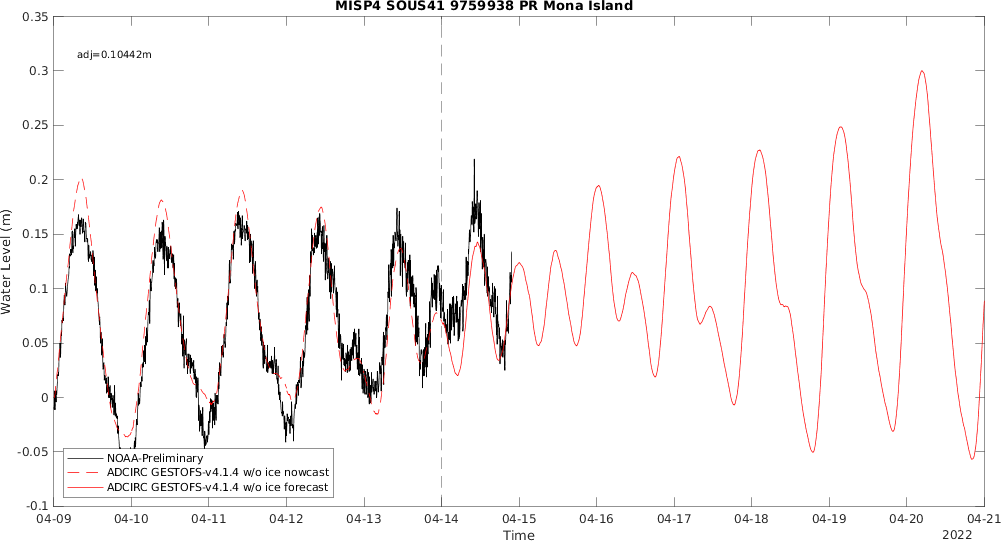 MISP4 SOUS41 9759938 PR Mona Island
adj=0.10442m
0.35
0.3
0.25
0.2
0.15
0.1
0.05
0
-0.05
-0.1
Water Level (m)
NOAA-Preliminary
ADCIRC GESTOFS-v4.1.4 w/o ice nowcast
ADCIRC GESTOFS-v4.1.4 w/o ice forecast
04-09 04-10 04-11 04-12 04-13 04-14 04-15 04-16 04-17 04-18 04-19 04-20 04-21
Time
2022